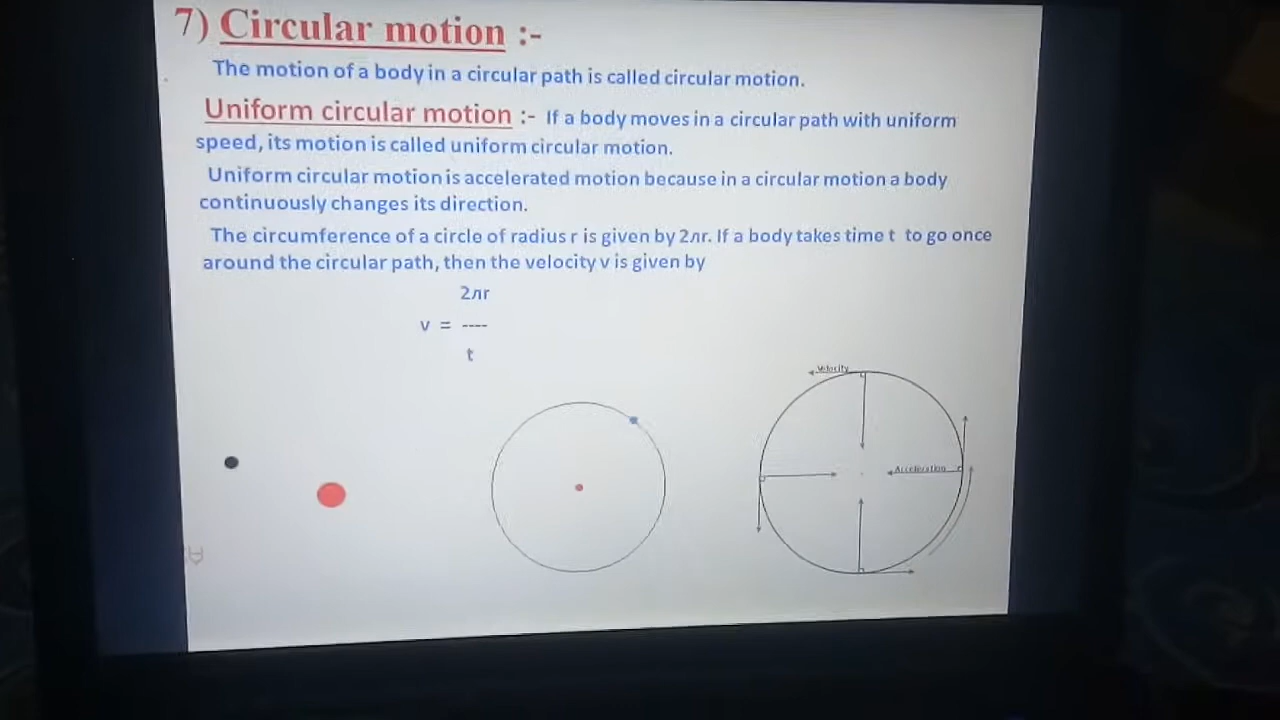 7) Circular motion :-
The motion of a body in a circular path is called circular motion.
Uniform circular motion :- If a body moves in a circular path with uniform
speed, its motion is called uniform circular motion.
Uniform circular motion is accelerated motion because in a circular motion a body
continuously changes its direction.
The circumference of a circle of radius r is given by 2лr. If a body takes time t to go once
around the circular path, then the velocity v is given by
2лr
v = ----
t
Velocity
Acceleration